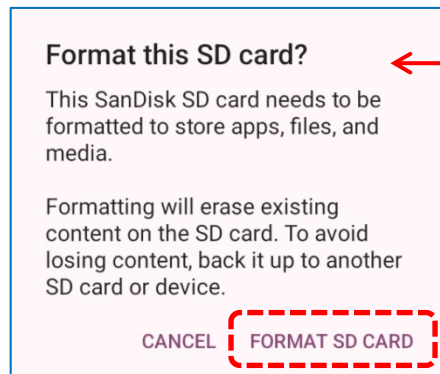 Format this SD card?
This SanDisk SD card needs to be
formatted to store apps, files, and
media.
Formatting will erase existing
content on the SD card. To avoid
losing content, back it up to another
SD card or device.
CANCEL FORMAT SD CARD